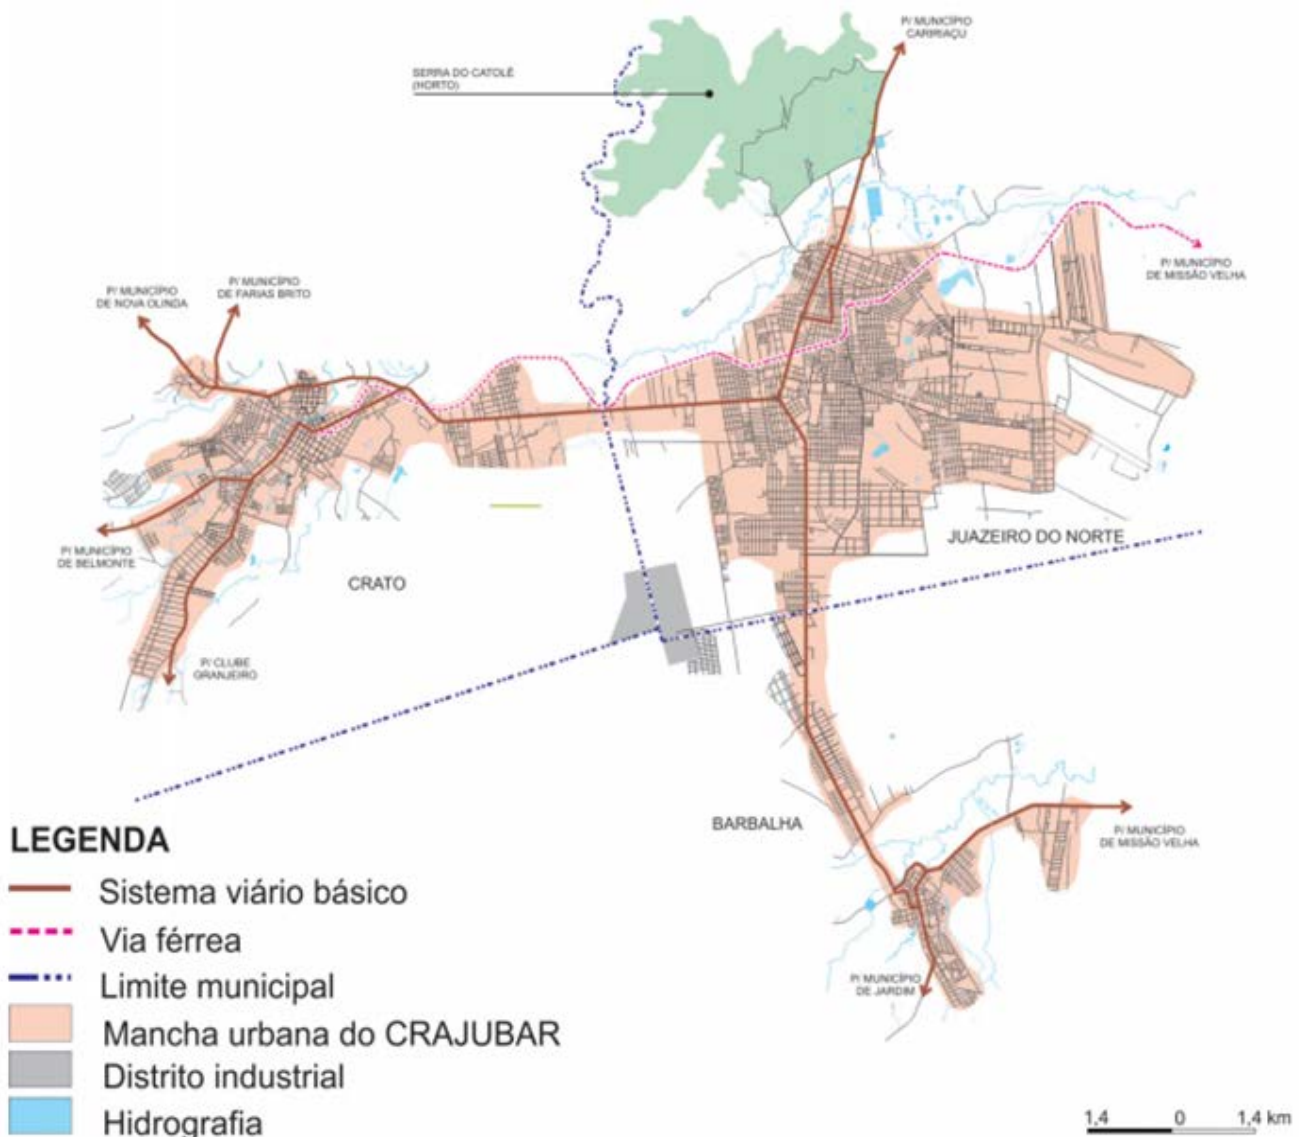 P/ MUNICÍPIO
CARIRIAÇU
SERRA DO CATOLÉ
(HORTO)
P/ MUNICÍPIO
DE MISSÃO VELHA
P/ MUNICÍPIO
DE NOVA OLINDA
P/ MUNICÍPIO
DE FARIAS BRITO
JUAZEIRO DO NORTE
P/ MUNICÍPIO
DE BELMONTE
CRATO
P/ CLUBE
GRANJEIRO
BARBALHA
P/ MUNICÍPIO
DE MISSÃO VELHA
P/ MUNICÍPIO
DE JARDIM
LEGENDA
Sistema viário básico
Via férrea
Limite municipal
Mancha urbana do CRAJUBAR
Distrito industrial
Hidrografia
1,4 0 1,4 km